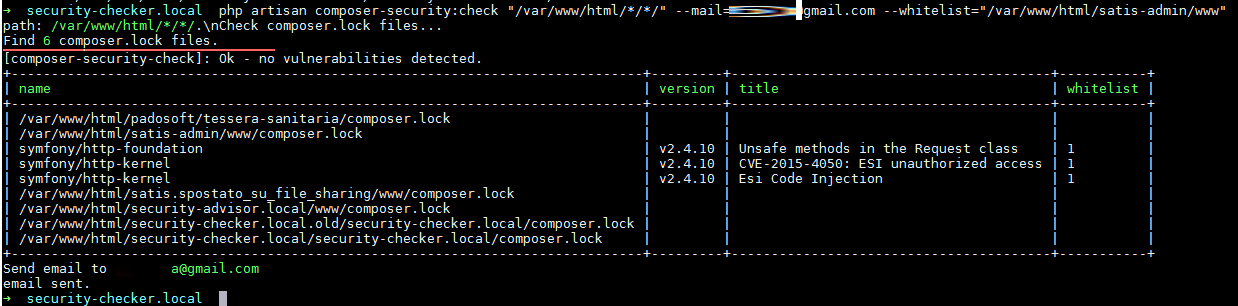 ➜ security-checker.local php artisan composer-security:check "/var/www/html/*/*/" --mail= gmail.com --whitelist="/var/www/html/satis-admin/www"
path: /var/www/html/*/*/.\nCheck composer.lock files...
Find 6 composer.lock files.
[composer-security-check]: Ok - no vulnerabilities detected.
| name | version | title | whitelist |
| /var/www/html/padosoft/tessera-sanitaria/composer.lock | | | |
| /var/www/html/satis-admin/www/composer.lock | | | |
| symfony/http-foundation | v2.4.10 | Unsafe methods in the Request class | 1 |
| symfony/http-kernel | v2.4.10 | CVE-2015-4050: ESI unauthorized access | 1 |
| symfony/http-kernel | v2.4.10 | Esi Code Injection | 1 |
| /var/www/html/satis.spostato_su_file_sharing/www/composer.lock | | | |
| /var/www/html/security-advisor.local/www/composer.lock | | | |
| /var/www/html/security-checker.local.old/security-checker.local/composer.lock | | | |
| /var/www/html/security-checker.local/security-checker.local/composer.lock | | | |
Send email to a@gmail.com
email sent.
➜ security-checker.local